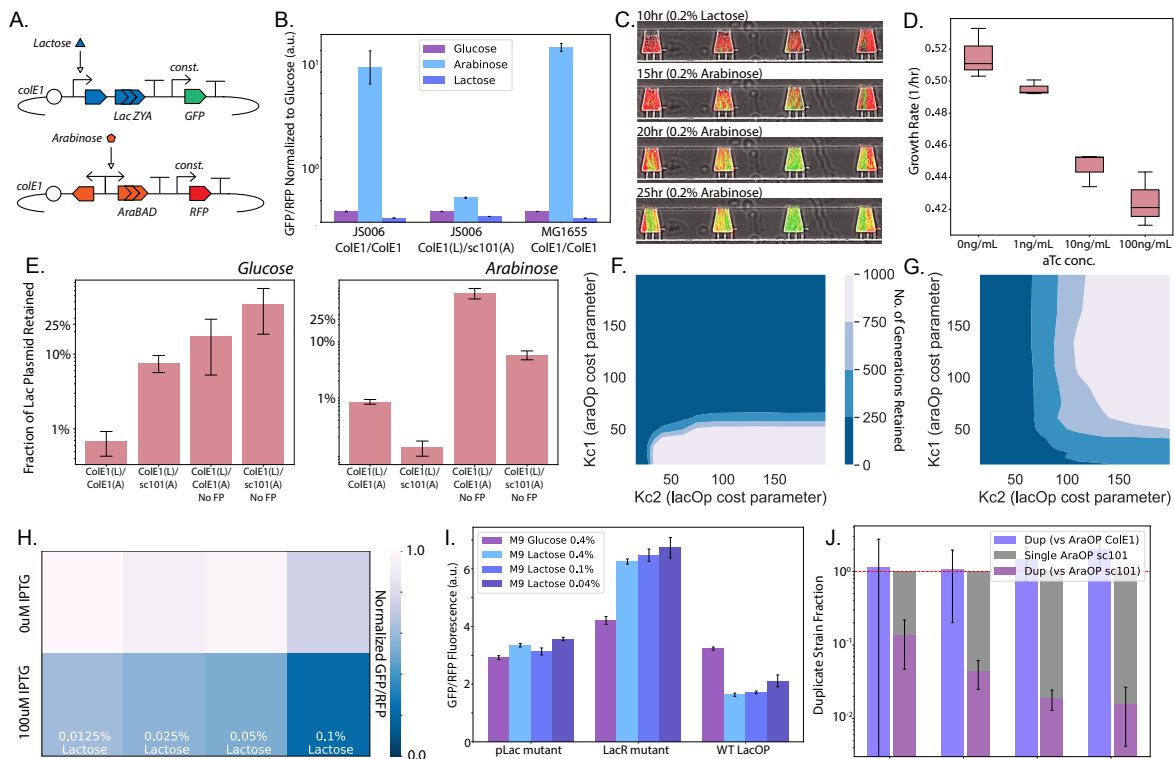 A.
Lactose
const.
colE1
Lac ZYA
GFP
Arabinose
const.
colE1
AraBAD
RFP
B.
GFP/RFP Normalized to Glucose (a.u.)
10¹
10⁰
Glucose
Arabinose
Lactose
JS006
ColE1/ColE1
JS006
ColE1(L)/sc101(A)
MG1655
ColE1/ColE1
C.
10hr (0.2% Lactose)
15hr (0.2% Arabinose)
20hr (0.2% Arabinose)
25hr (0.2% Arabinose)
D.
Growth Rate (1/hr)
0.52
0.50
0.48
0.46
0.44
0.42
0ng/mL
1ng/mL
10ng/mL
100ng/mL
aTc conc.
E.
Glucose
Fraction of Lac Plasmid Retained
25%
10%
1%
ColE1(L)/
ColE1(A)
ColE1(L)/
sc101(A)
ColE1(L)/
ColE1(A)
No FP
ColE1(L)/
sc101(A)
No FP
Arabinose
25%
10%
1%
ColE1(L)/
ColE1(A)
ColE1(L)/
sc101(A)
ColE1(L)/
ColE1(A)
No FP
ColE1(L)/
sc101(A)
No FP
F.
Kc1 (araOp cost parameter)
150
100
50
50
100
150
Kc2 (lacOp cost parameter)
1000
750
500
250
0
No. of Generations Retained
G.
Kc1 (araOp cost parameter)
150
100
50
50
100
150
Kc2 (lacOp cost parameter)
H.
0uM IPTG
100uM IPTG
0.0125%
Lactose
0.025%
Lactose
0.05%
Lactose
0.1%
Lactose
1.0
0.0
Normalized GFP/RFP
I.
GFP/RFP Fluorescence (a.u.)
6
4
2
0
M9 Glucose 0.4%
M9 Lactose 0.4%
M9 Lactose 0.1%
M9 Lactose 0.04%
pLac mutant
LacR mutant
WT LacOP
J.
Duplicate Strain Fraction
10⁰
10⁻¹
10⁻²
Dup (vs AraOP ColE1)
Single AraOP sc101
Dup (vs AraOP sc101)